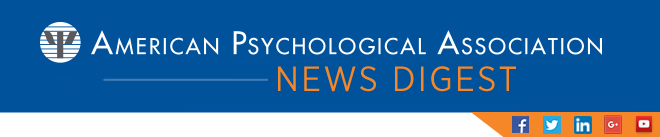 AMERICAN PSYCHOLOGICAL ASSOCIATION
NEWS DIGEST